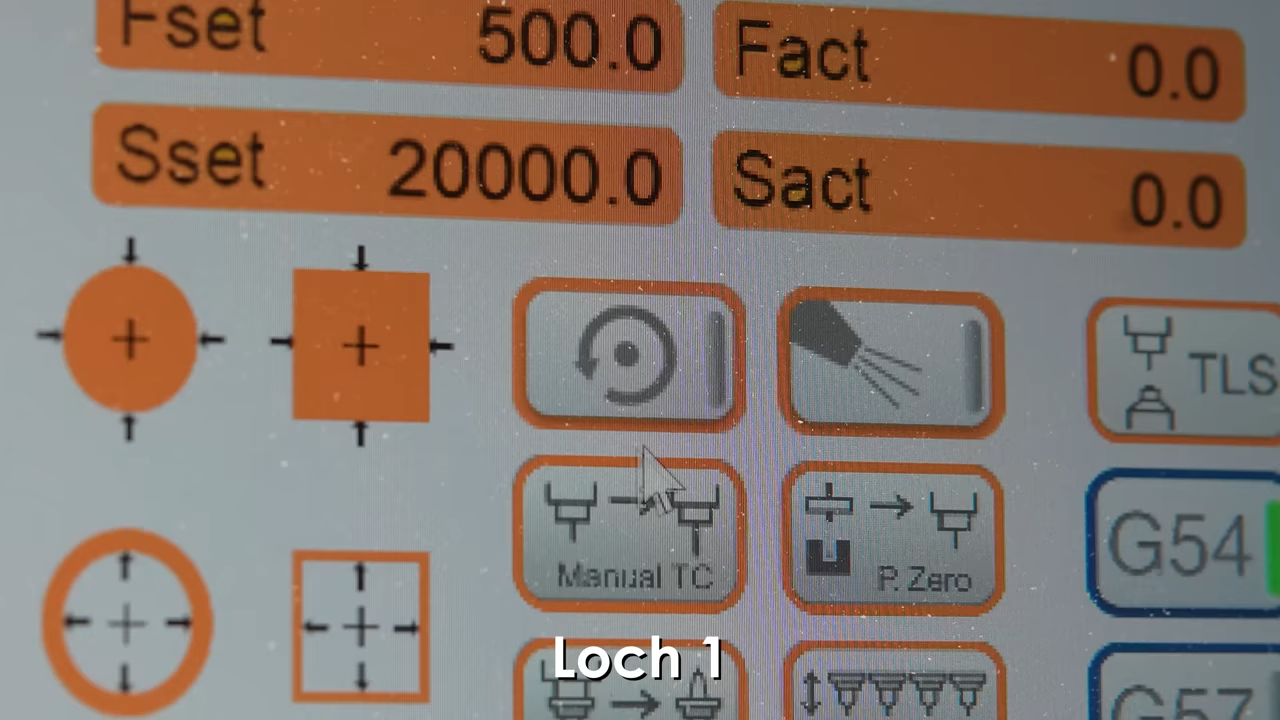 Fset 500.0 Fact 0.0
Sset 20000.0 Sact 0.0
TLS
Manual TC P. Zero G54
Loch 1
G57